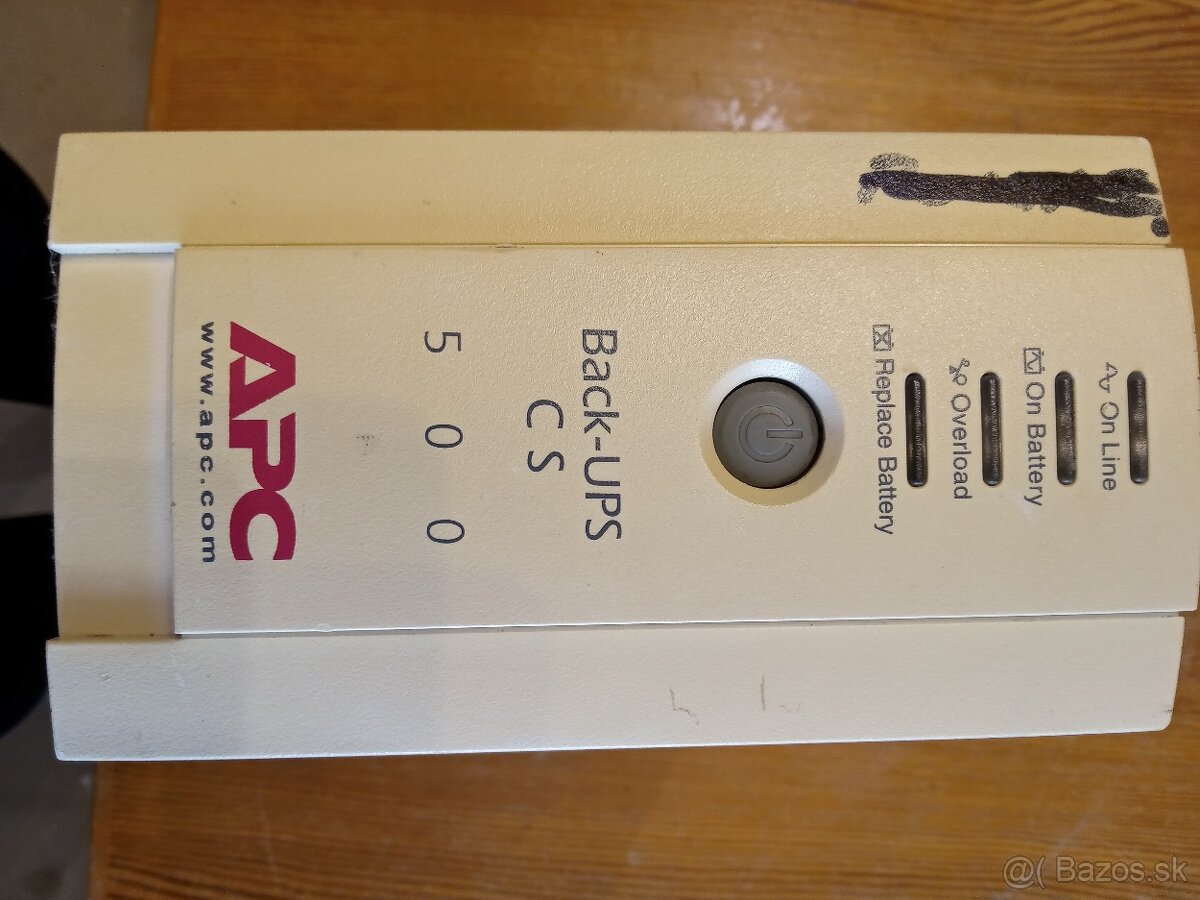 On Line
On Battery
Overload
Replace Battery
Back-UPS
CS
500
APC
www.apc.com
@( Bazos.sk